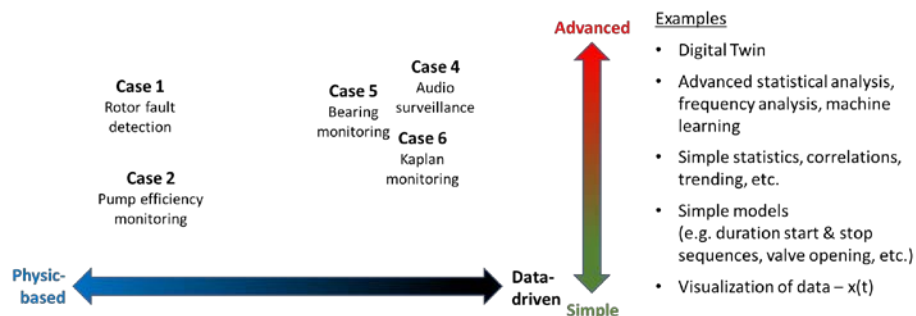 Case 1
Rotor fault
detection
Case 2
Pump efficiency
monitoring
Case 5
Bearing
monitoring
Case 4
Audio
surveillance
Case 6
Kaplan
monitoring
Physic-
based
Data-
driven
Advanced
Simple
Examples
• Digital Twin
• Advanced statistical analysis,
frequency analysis, machine
learning
• Simple statistics, correlations,
trending, etc.
• Simple models
(e.g. duration start & stop
sequences, valve opening, etc.)
• Visualization of data – x(t)